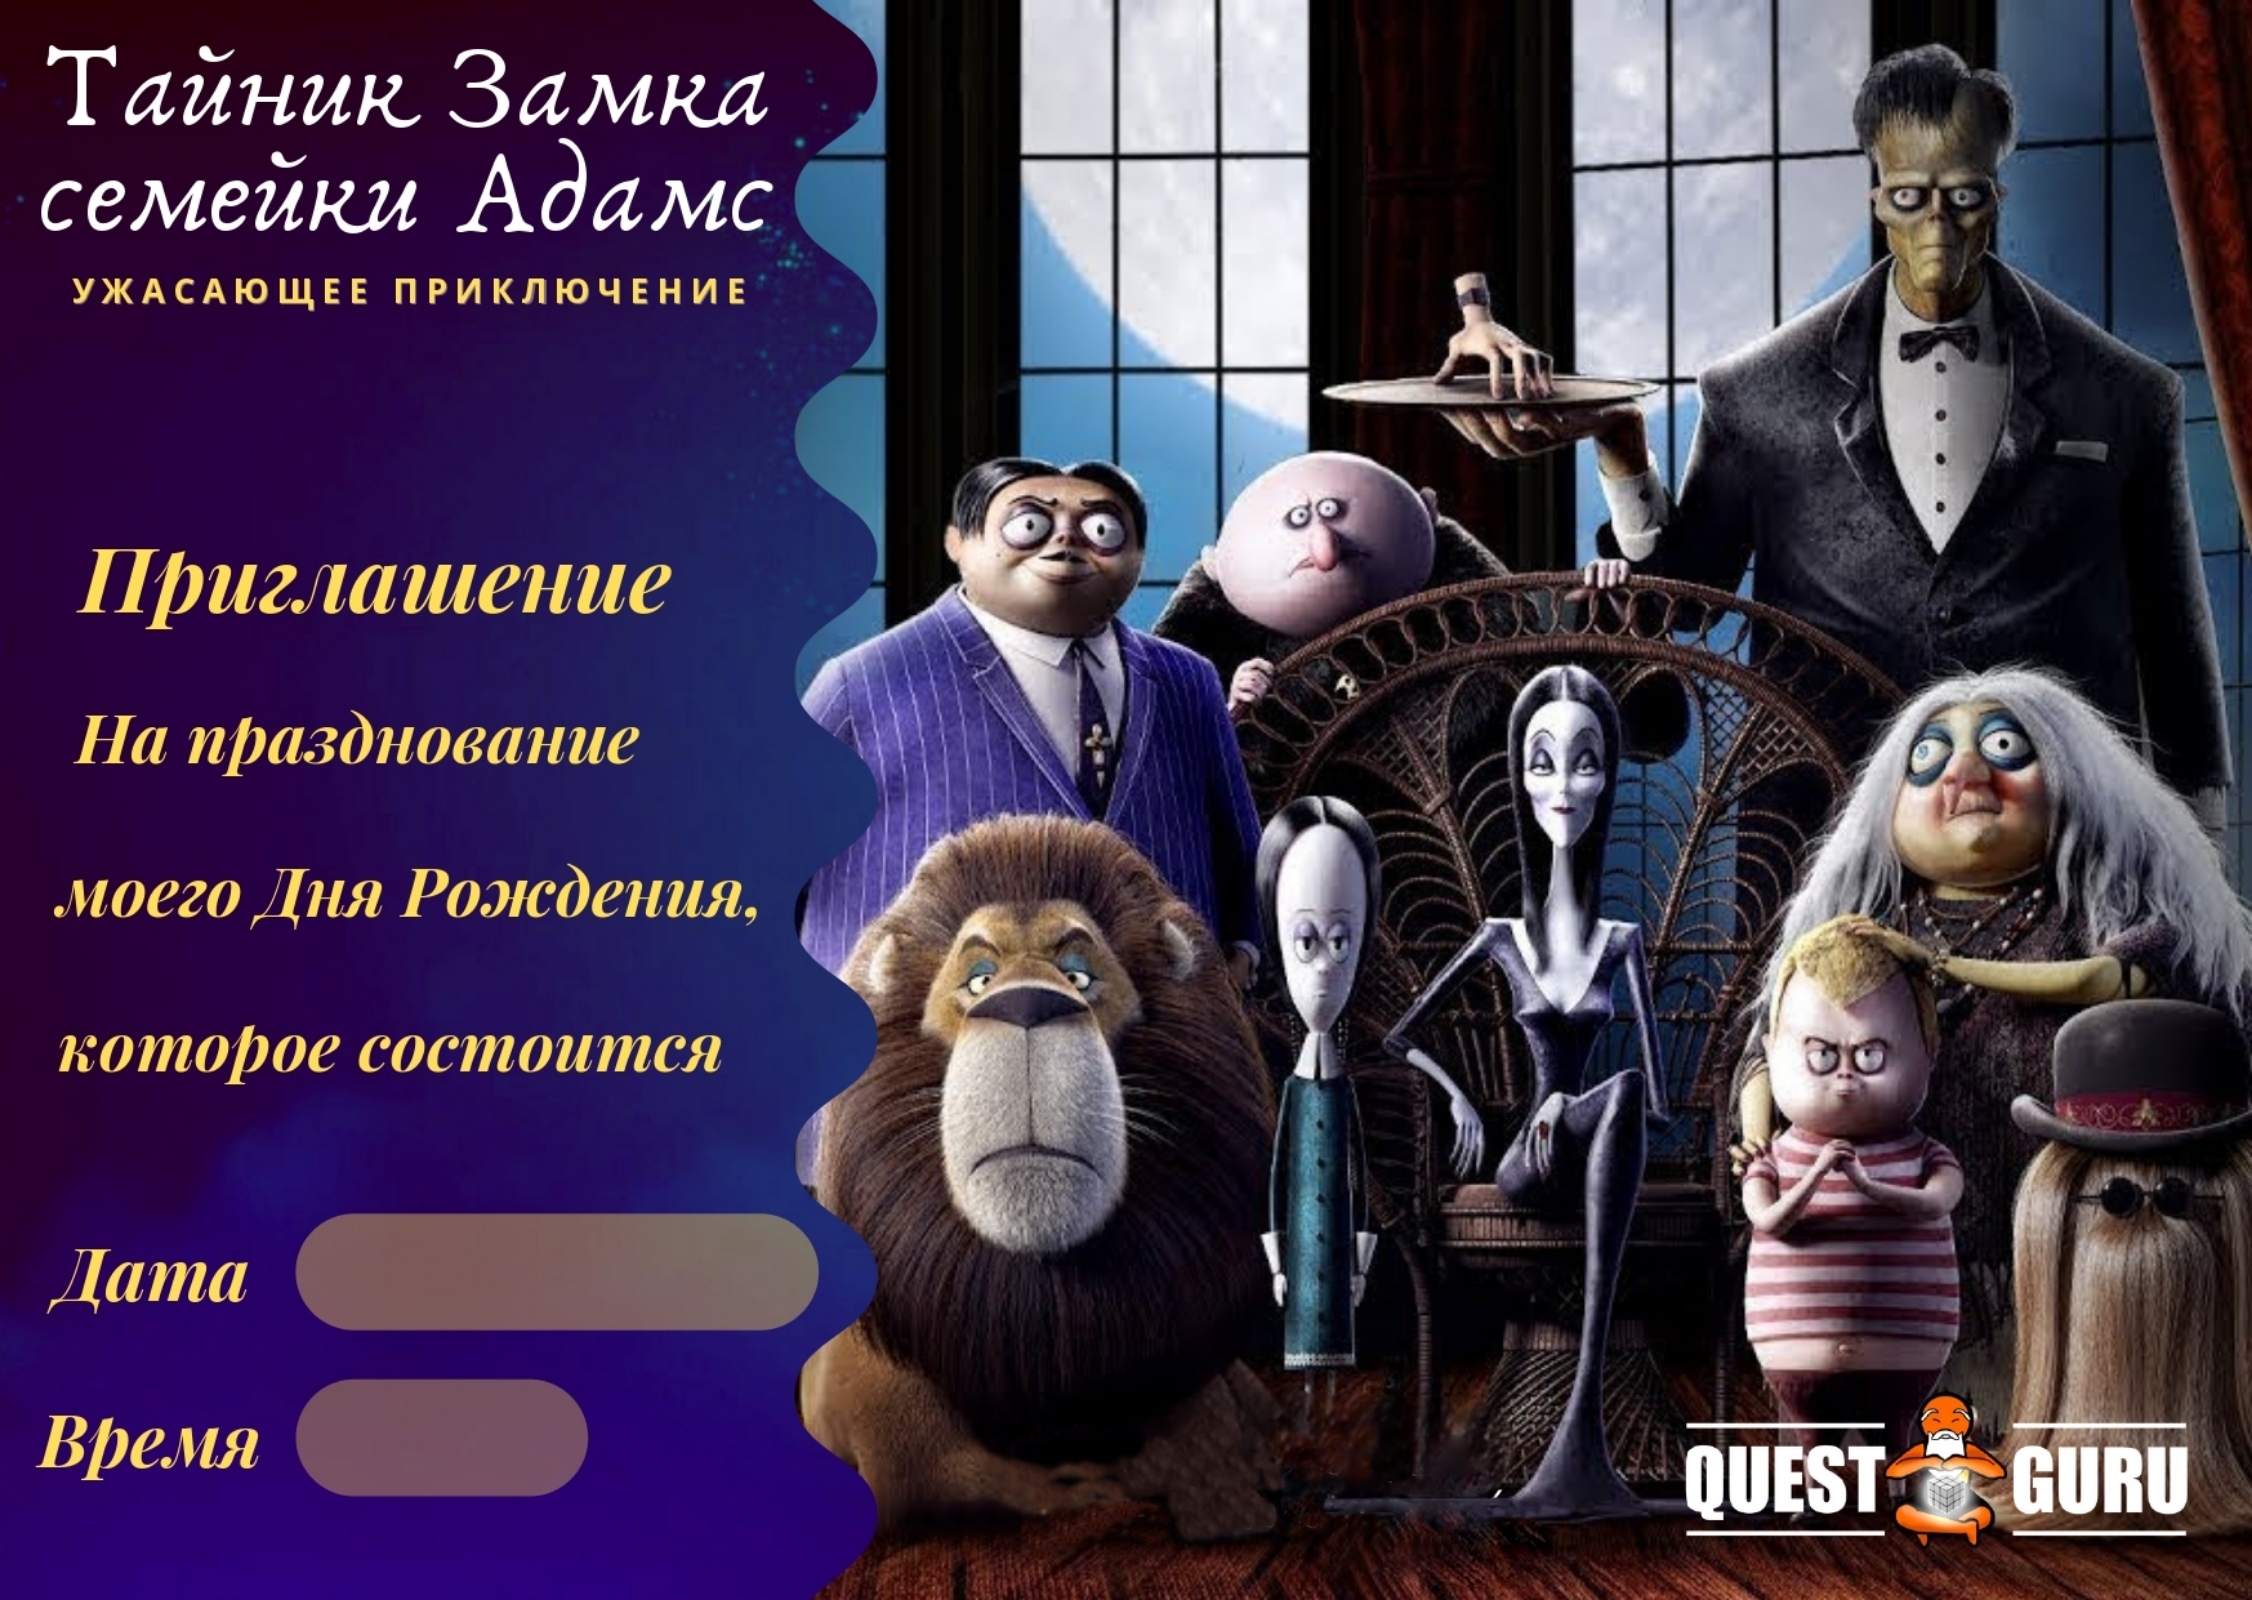 Тайник Замка
семейки Адамс
УЖАСАЮЩЕЕ ПРИКЛЮЧЕНИЕ
Приглашение
На празднование
моего Дня Рождения,
которое состоится
Дата
Время
QUEST GURU